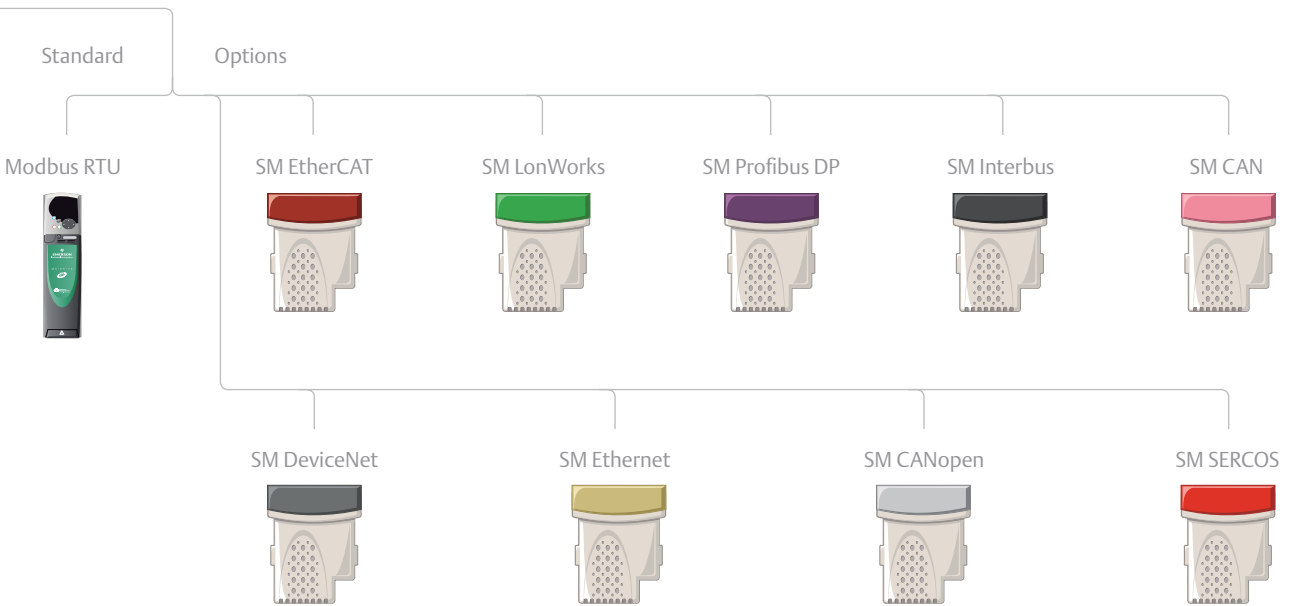 Standard
Options
Modbus RTU
SM EtherCAT
SM LonWorks
SM Profibus DP
SM Interbus
SM CAN
SM DeviceNet
SM Ethernet
SM CANopen
SM SERCOS